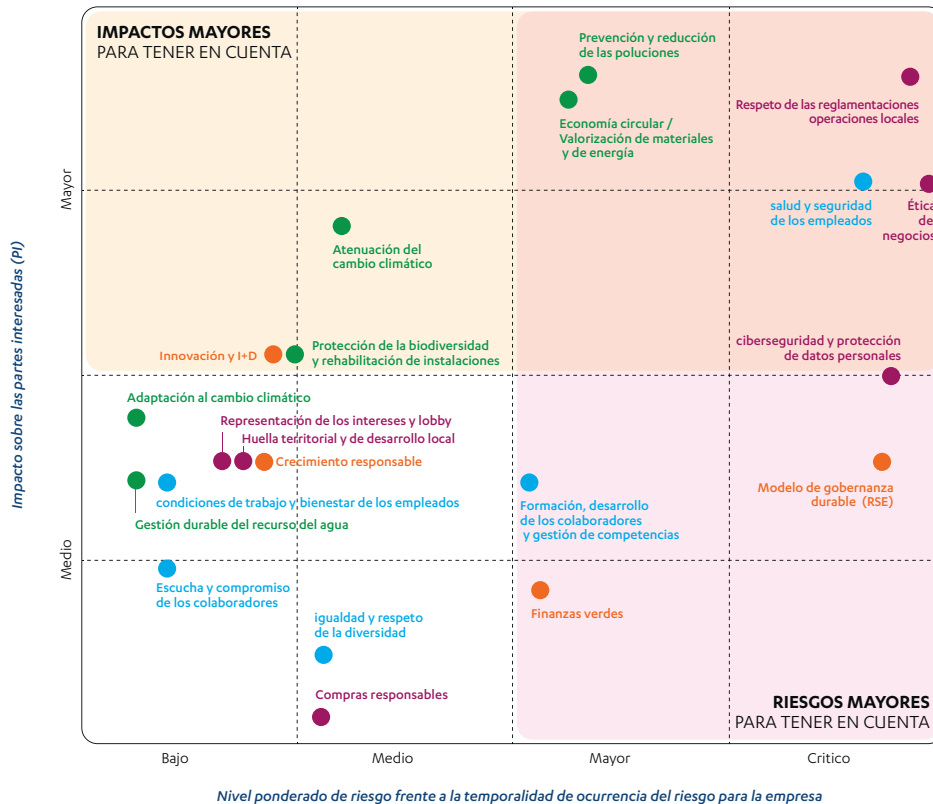 IMPACTOS MAYORES
PARA TENER EN CUENTA
Prevención y reducción
de las poluciones
Economía circular /
Valorización de materiales
y de energía
Respeto de las reglamentaciones
operaciones locales
salud y seguridad
de los empleados
Ética
de
negocios
Atenuación del
cambio climático
Innovación y I+D
Protección de la biodiversidad
y rehabilitación de instalaciones
ciberseguridad y protección
de datos personales
Adaptación al cambio climático
Representación de los intereses y lobby
Huella territorial y de desarrollo local
Crecimiento responsable
condiciones de trabajo y bienestar de los empleados
Gestión durable del recurso del agua
Formación, desarrollo
de los colaboradores
y gestión de competencias
Modelo de gobernanza
durable (RSE)
Escucha y compromiso
de los colaboradores
igualdad y respeto
de la diversidad
Finanzas verdes
Compras responsables
RIESGOS MAYORES
PARA TENER EN CUENTA
Mayor
Medio
Impacto sobre las partes interesadas (PI)
Bajo
Medio
Mayor
Critico
Nivel ponderado de riesgo frente a la temporalidad de ocurrencia del riesgo para la empresa